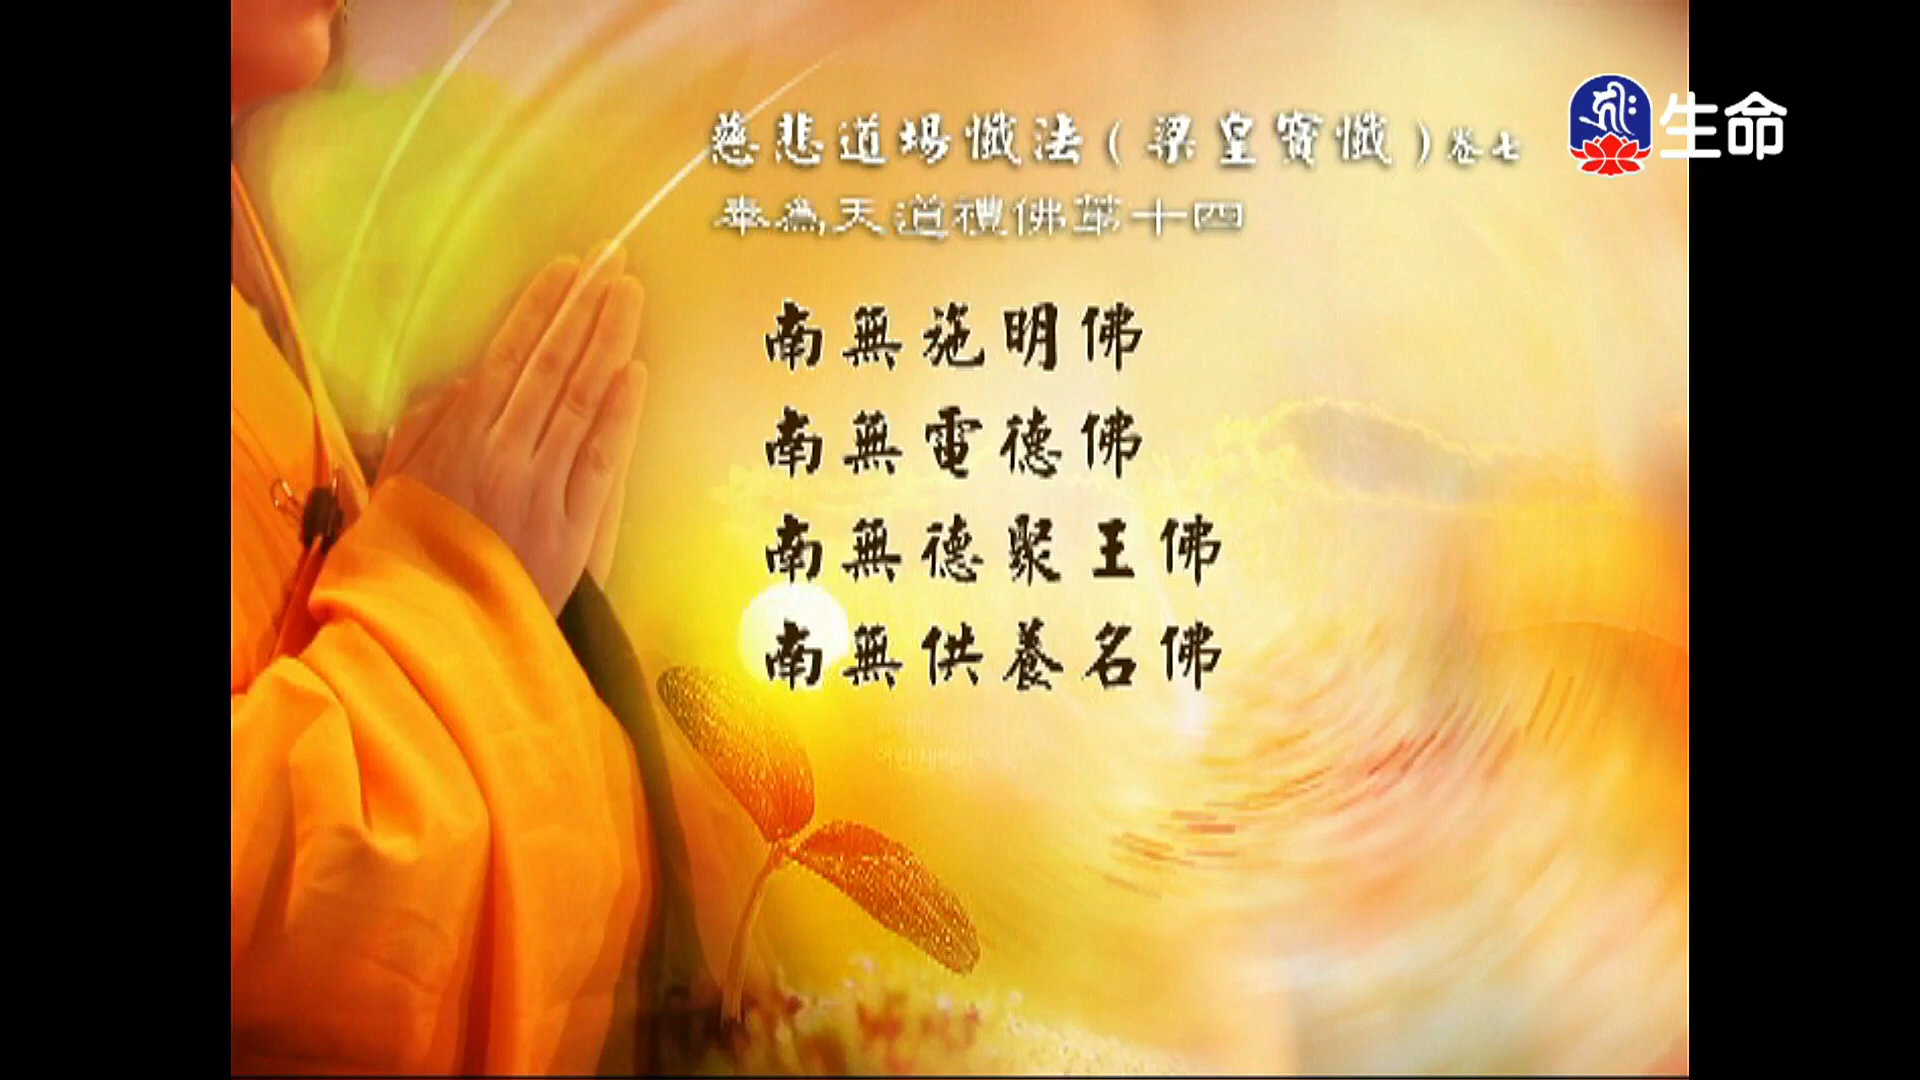 慈悲道場懺法(梁皇寶懺)卷七
生命
奉為天道禮佛第十四
南無施明佛
南無電德佛
南無德聚王佛
南無供養名佛